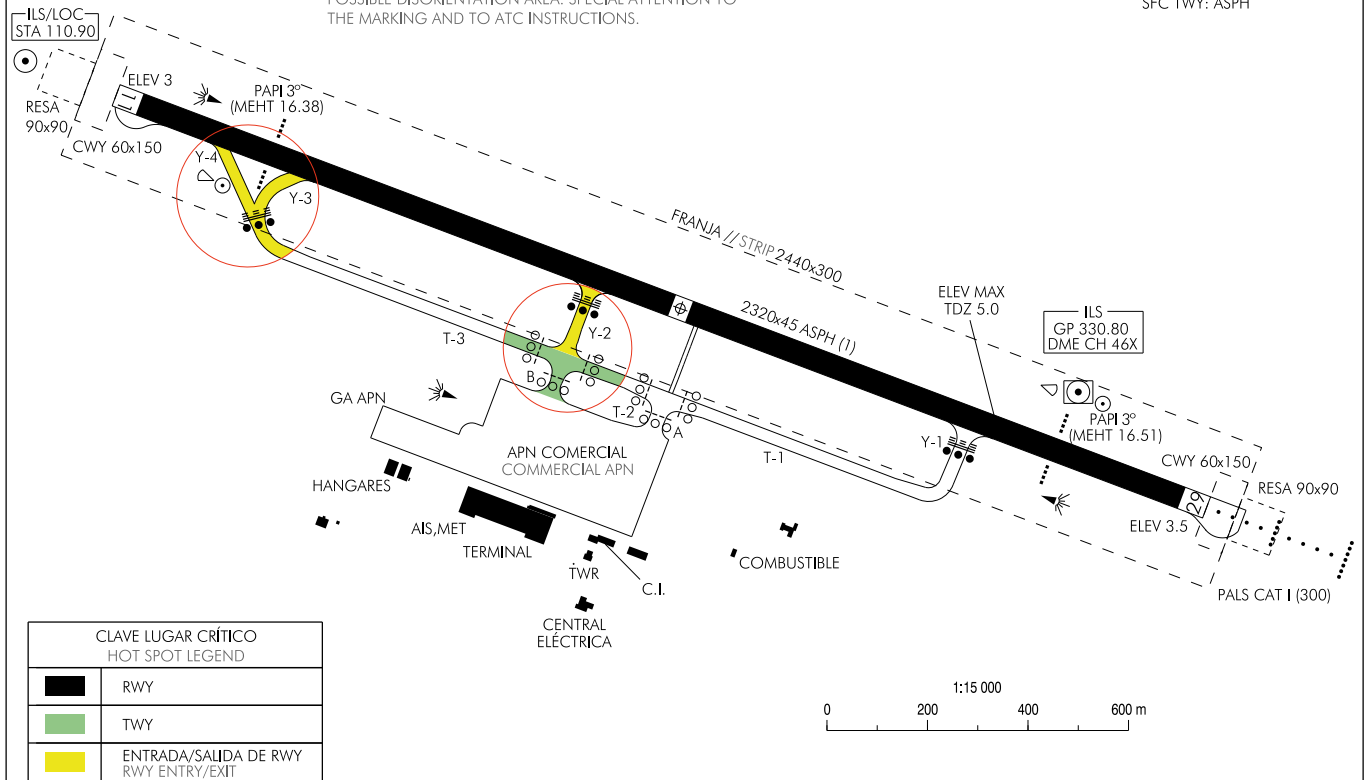 POSSIBLE DISORIENTATION AREA. SPECIAL ATTENTION TO
THE MARKING AND TO ATC INSTRUCTIONS.
SFC TWY: ASPH
ILS/LOC
STA 110.90
ELEV 3
PAPI 3º
(MEHT 16.38)
RESA
90x90
11
CWY 60x150
Y-4
Y-3
FRANJA // STRIP 2440x300
2320x45 ASPH (1)
ELEV MAX
TDZ 5.0
ILS
GP 330.80
DME CH 46X
PAPI 3º
(MEHT 16.51)
T-3
Y-2
B
T-2
A
T-1
Y-1
CWY 60x150
RESA 90x90
29
ELEV 3.5
PALS CAT I (300)
GA APN
APN COMERCIAL
COMMERCIAL APN
HANGARES
AIS,MET
TERMINAL
TWR
C.I.
COMBUSTIBLE
CENTRAL
ELÉCTRICA
CLAVE LUGAR CRÍTICO
HOT SPOT LEGEND
RWY
TWY
ENTRADA/SALIDA DE RWY
RWY ENTRY/EXIT
1:15 000
0 200 400 600 m